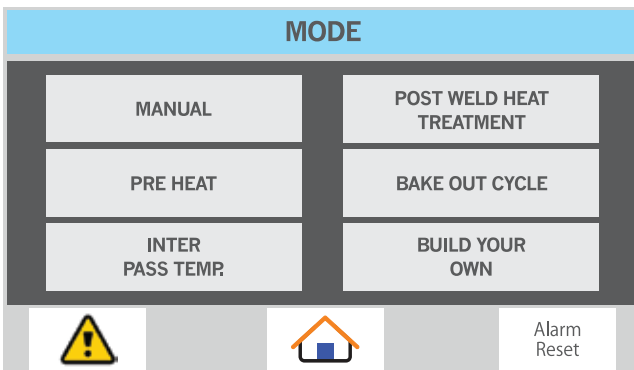 MODE
MANUAL
POST WELD HEAT
TREATMENT
PRE HEAT
BAKE OUT CYCLE
INTER
PASS TEMP.
BUILD YOUR
OWN
Alarm
Reset